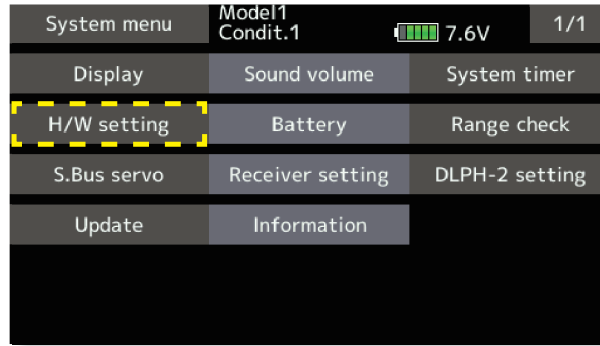 System menu
Model1
Condit.1
7.6V
1/1
Display
Sound volume
System timer
H/W setting
Battery
Range check
S.Bus servo
Receiver setting
DLPH-2 setting
Update
Information